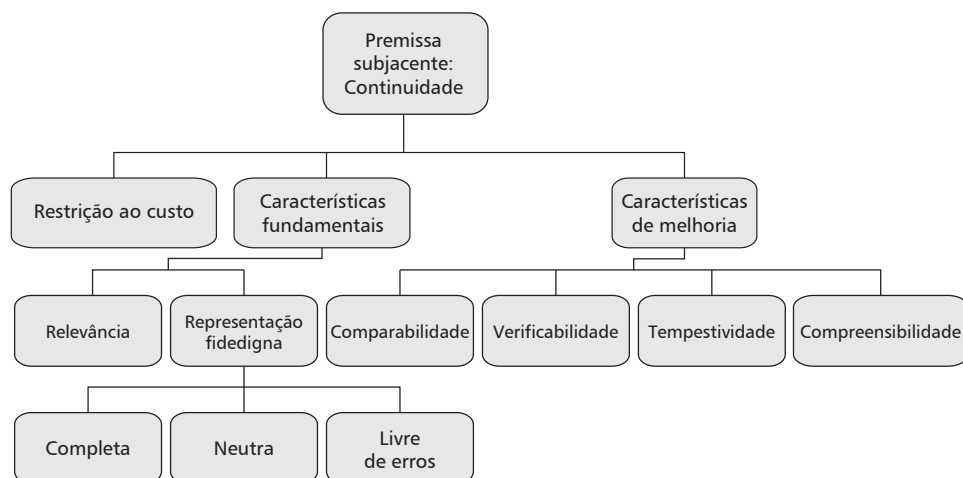 Premissa
subjacente:
Continuidade
Restrição ao custo
Características
fundamentais
Características
de melhoria
Relevância
Representação
fidedigna
Comparabilidade
Verificabilidade
Tempestividade
Compreensibilidade
Completa
Neutra
Livre
de erros